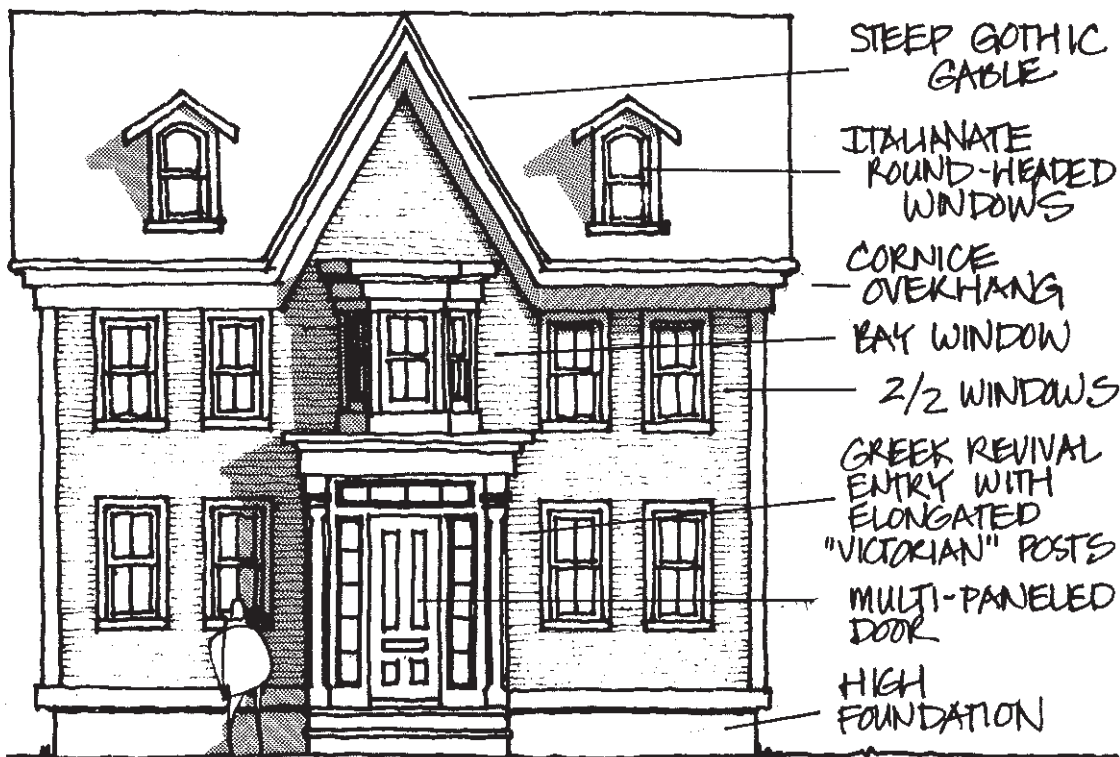 STEEP GOTHIC
GABLE
ITALIANATE
ROUND-HEADED
WINDOWS
CORNICE
OVERHANG
BAY WINDOW
2/2 WINDOWS
GREEK REVIVAL
ENTRY WITH
ELONGATED
"VICTORIAN" POSTS
MULTI-PANELED
DOOR
HIGH
FOUNDATION